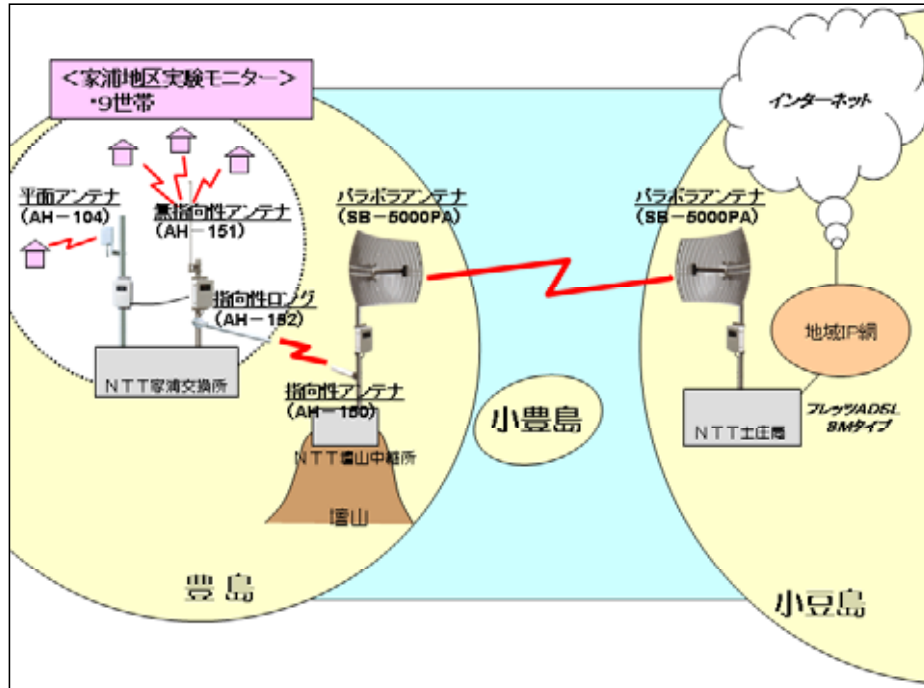 <家浦地区実験モニター>
・9世帯
平面アンテナ
(AH-104)
無指向性アンテナ
(AH-151)
指向性ロング
(AH-152)
NTT家浦交換所
パラボラアンテナ
(SB-5000PA)
指向性アンテナ
(AH-150)
NTT壇山中継所
壇山
豊島
小豊島
パラボラアンテナ
(SB-5000PA)
インターネット
地域IP網
フレッツADSL
8Mタイプ
NTT土庄局
小豆島